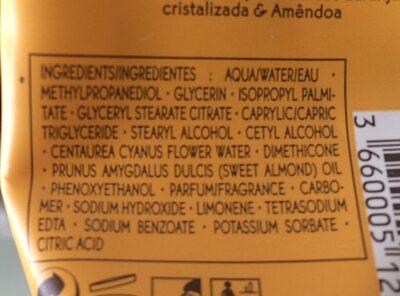 cristalizada & Amêndoa
INGREDIENTS/INGREDIENTES : AQUA/WATER/EAU ·
METHYLPROPANEDIOL · GLYCERIN · ISOPROPYL PALMI-
TATE · GLYCERYL STEARATE CITRATE · CAPRYLIC/CAPRIC
TRIGLYCERIDE · STEARYL ALCOHOL · CETYL ALCOHOL
· CENTAUREA CYANUS FLOWER WATER · DIMETHICONE
· PRUNUS AMYGDALUS DULCIS (SWEET ALMOND) OIL
· PHENOXYETHANOL · PARFUM/FRAGRANCE · CARBO-
MER · SODIUM HYDROXIDE · LIMONENE · TETRASODIUM
EDTA · SODIUM BENZOATE · POTASSIUM SORBATE ·
CITRIC ACID
3 660005 12